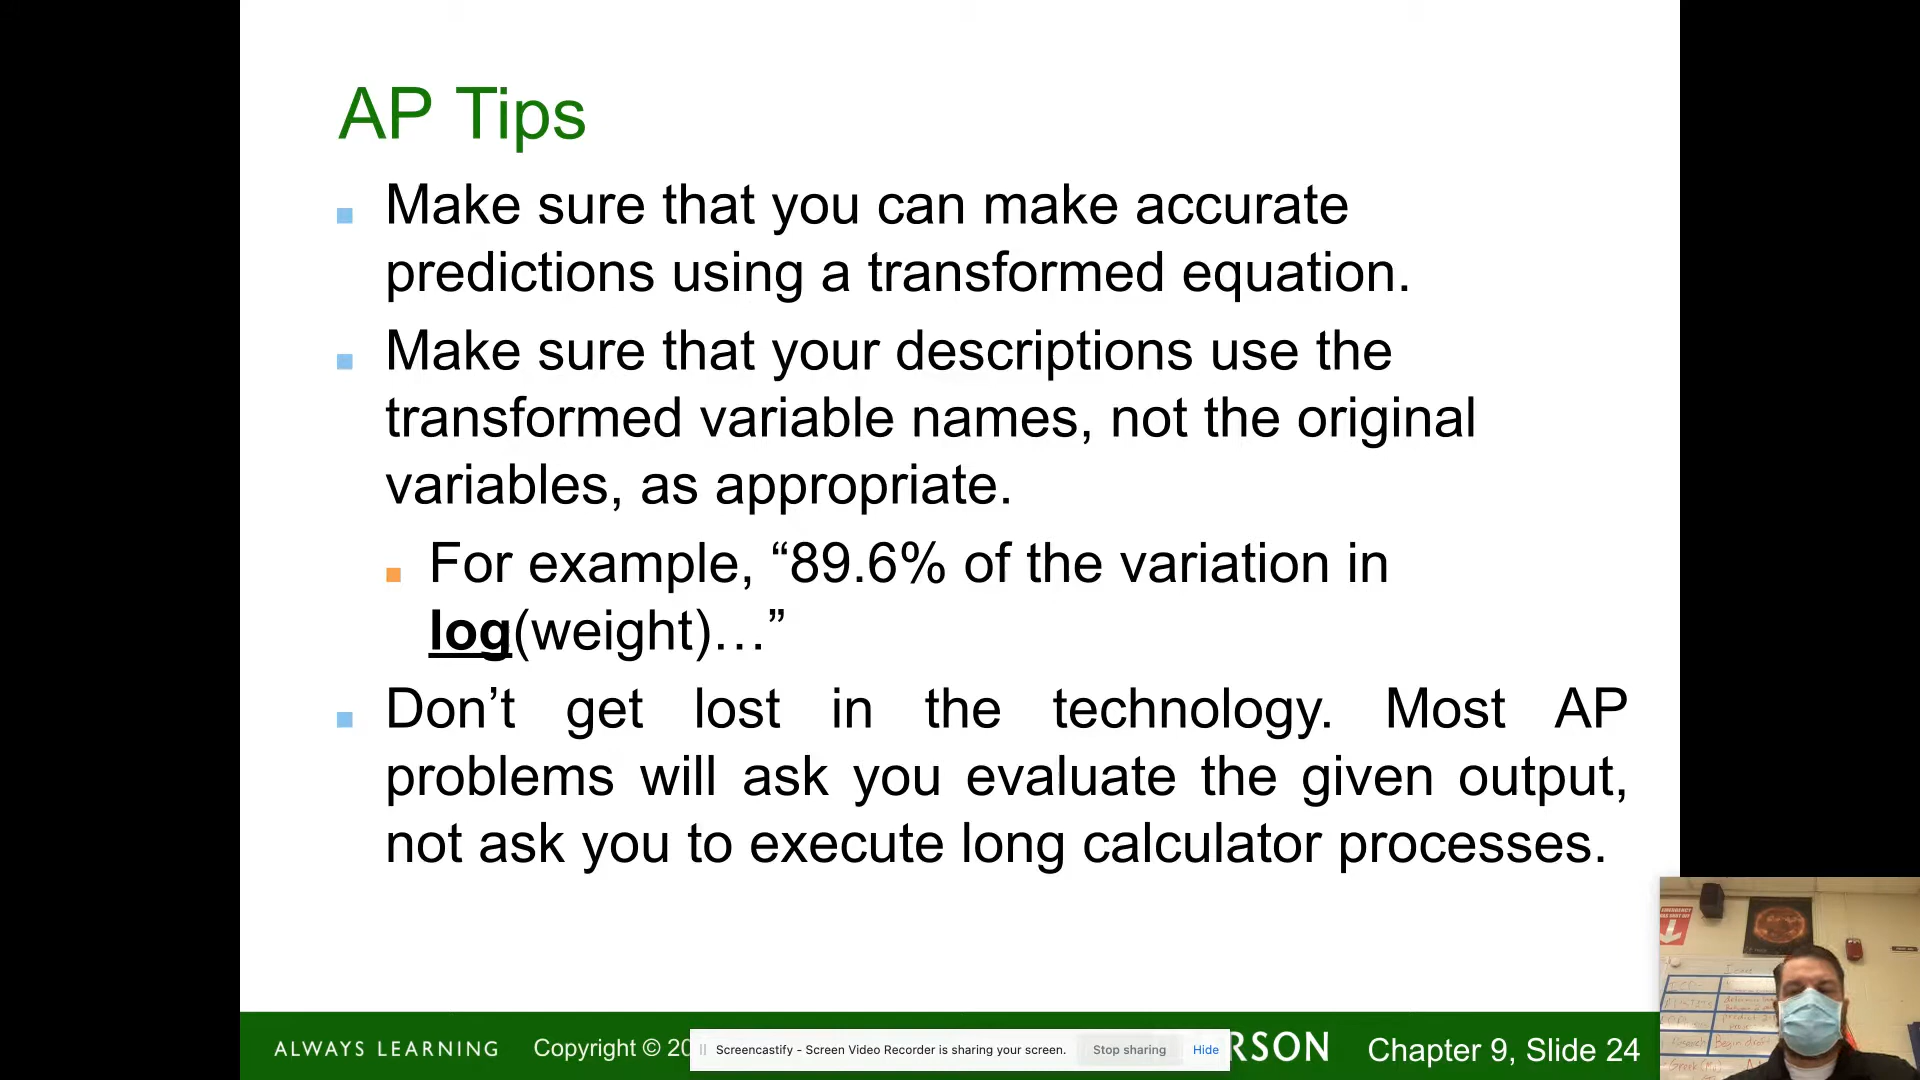 AP Tips
Make sure that you can make accurate
predictions using a transformed equation.
Make sure that your descriptions use the
transformed variable names, not the original
variables, as appropriate.
For example, “89.6% of the variation in
log(weight)…”
Don’t get lost in the technology. Most AP
problems will ask you evaluate the given output,
not ask you to execute long calculator processes.
ALWAYS LEARNING
Copyright © 20
Screencastify - Screen Video Recorder is sharing your screen.
Stop sharing
Hide
RSON
Chapter 9, Slide 24
EMERGENCY